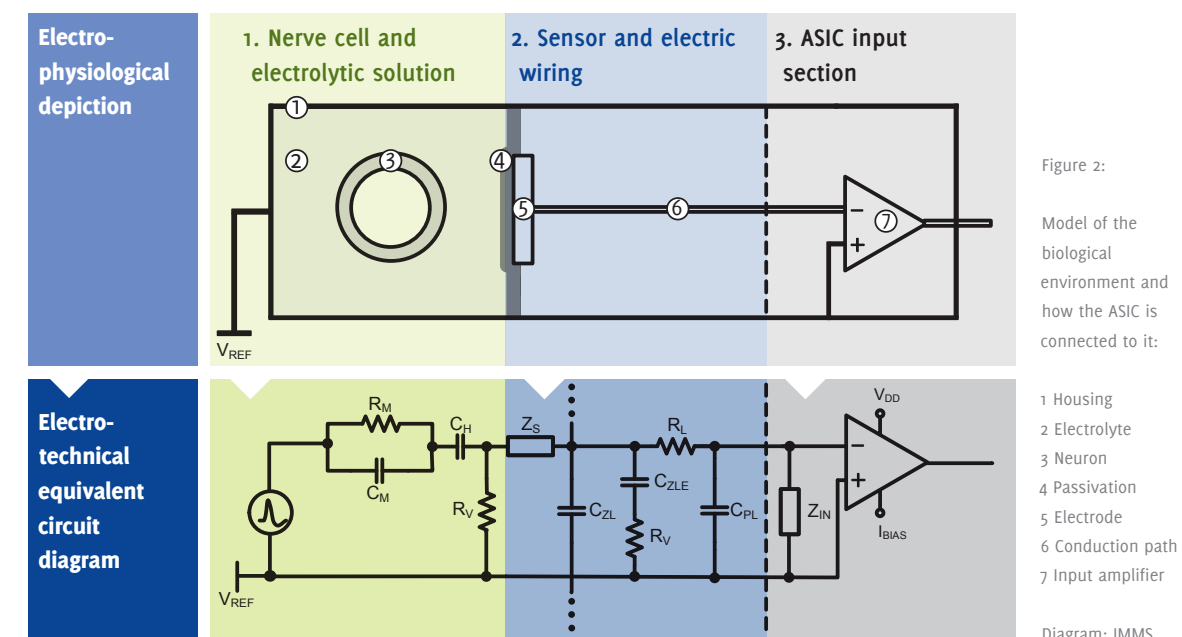 Electro-
physiological
depiction
1. Nerve cell and
electrolytic solution
2. Sensor and electric
wiring
3. ASIC input
section
1
2
3
4
5
6
7
−
+
VREF
Figure 2:
Model of the
biological
environment and
how the ASIC is
connected to it:
1 Housing
2 Electrolyte
3 Neuron
4 Passivation
5 Electrode
6 Conduction path
7 Input amplifier
Diagram: IMMS
Electro-
technical
equivalent
circuit
diagram
RM
CM
CH
RV
VREF
ZS
CZL
CZLE
RV
RL
CPL
ZIN
VDD
−
+
IBIAS